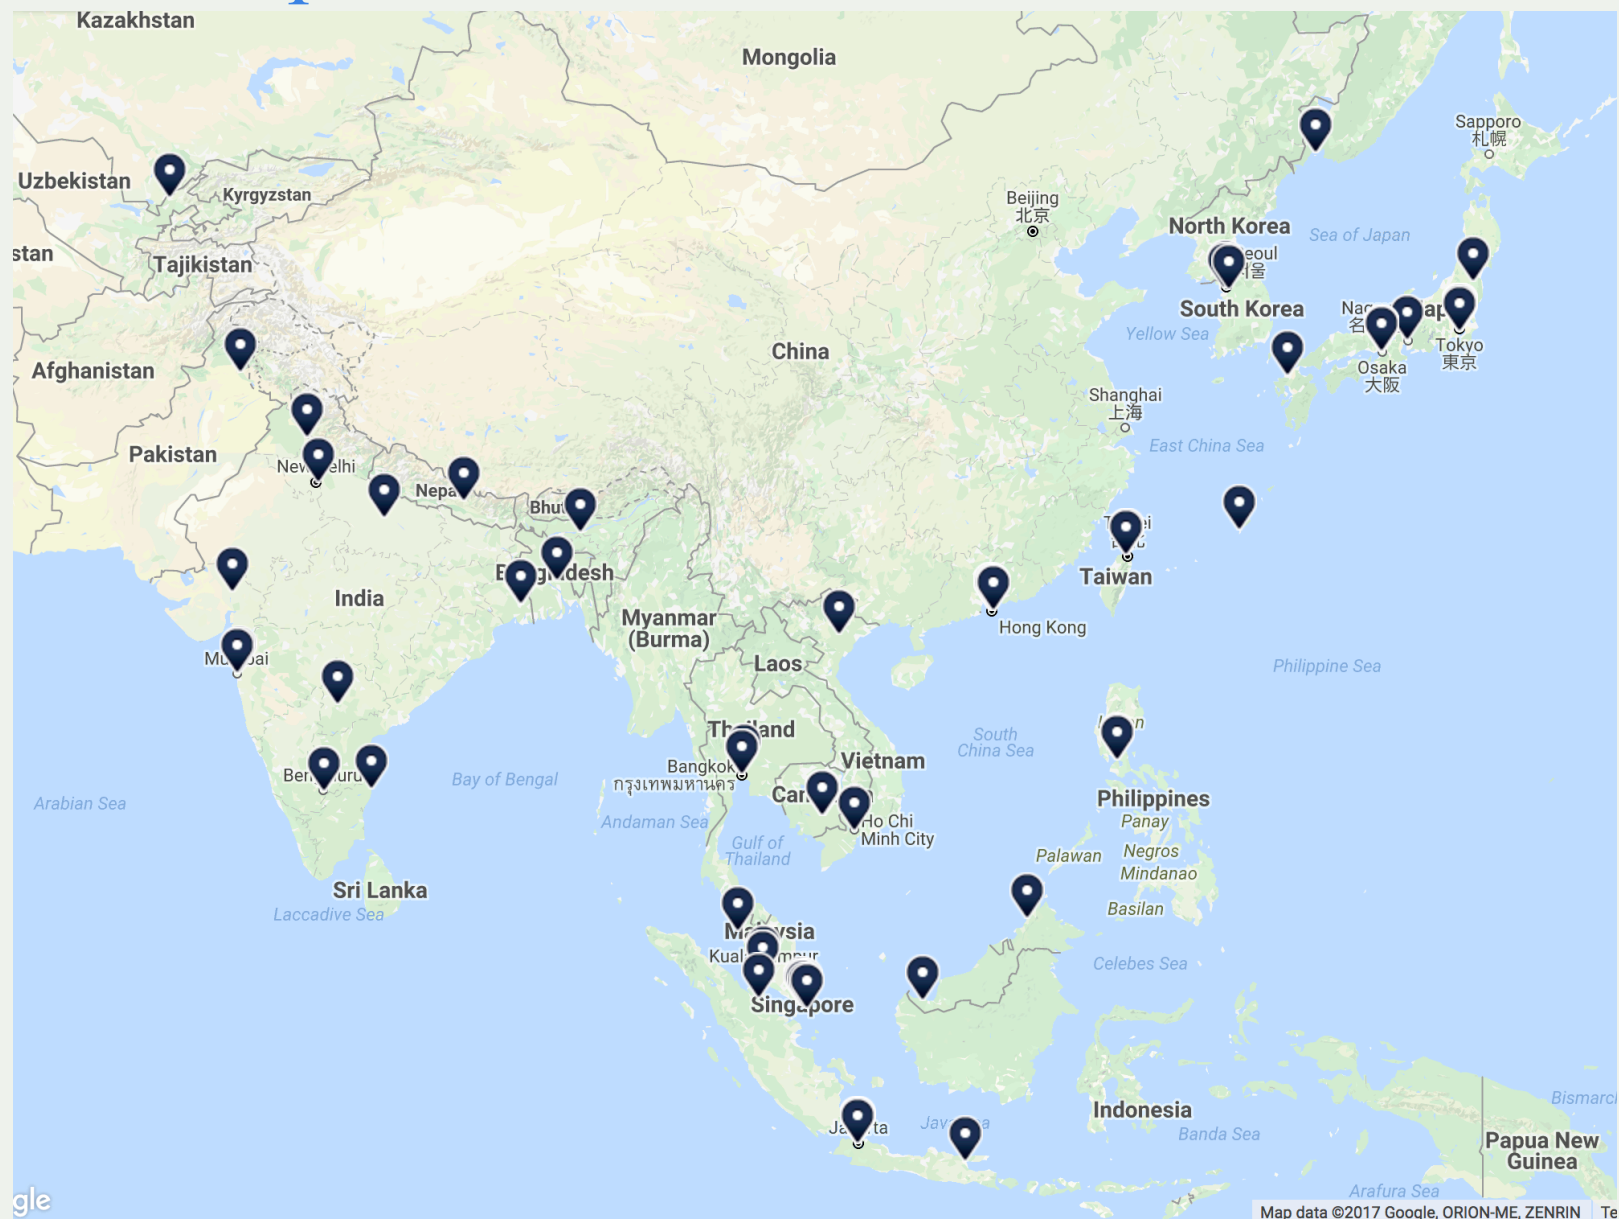 Kazakhstan
Mongolia
Sapporo
札幌
Uzbekistan
Kyrgyzstan
Beijing
北京
North Korea
Sea of Japan
stan
Tajikistan
South Korea
Yellow Sea
Tokyo
東京
China
Afghanistan
Osaka
大阪
Shanghai
上海
East China Sea
Pakistan
Taiwan
India
Hong Kong
Myanmar
(Burma)
Laos
Philippine Sea
South
China Sea
Vietnam
Bangkok
กรุงเทพมหานคร
Bay of Bengal
Arabian Sea
Philippines
Andaman Sea
Panay
Ho Chi
Minh City
Gulf of
Thailand
Palawan
Negros
Mindanao
Sri Lanka
Laccadive Sea
Basilan
Celebes Sea
Singapore
Indonesia
Banda Sea
Bismarc
Papua New
Guinea
Arafura Sea
gle
Map data ©2017 Google, ORION-ME, ZENRIN
Te